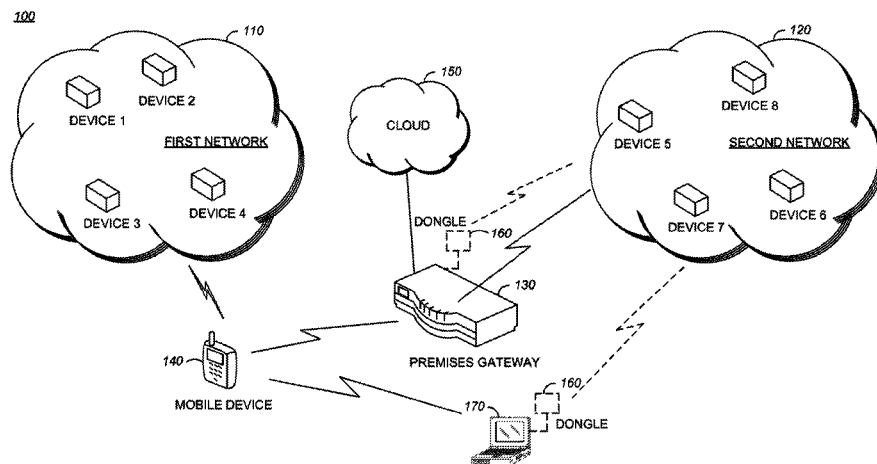 100
110
120
DEVICE 1
DEVICE 2
FIRST NETWORK
DEVICE 3
DEVICE 4
150
CLOUD
DEVICE 8
DEVICE 5
SECOND NETWORK
DEVICE 7
DEVICE 6
DONGLE
160
130
PREMISES GATEWAY
140
MOBILE DEVICE
170
160
DONGLE